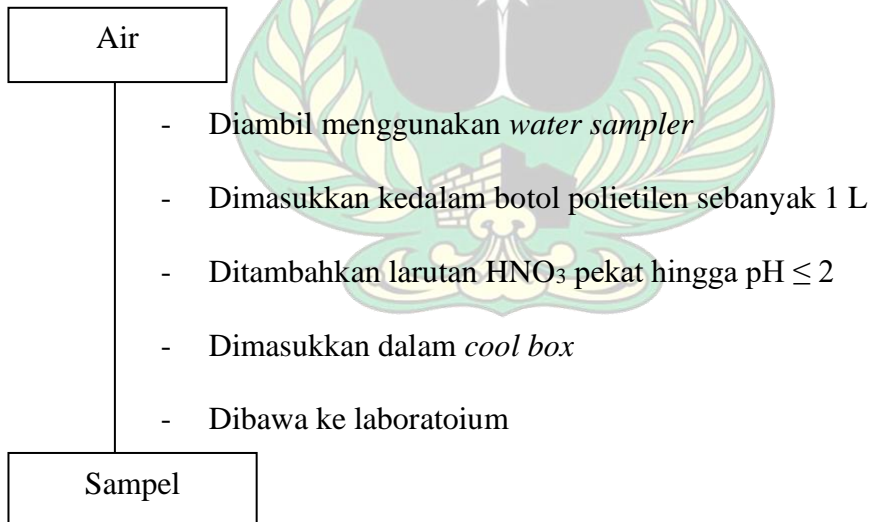 Air
- Diambil menggunakan water sampler
- Dimasukkan kedalam botol polietilen sebanyak 1 L
- Ditambahkan larutan HNO₃ pekat hingga pH ≤ 2
- Dimasukkan dalam cool box
- Dibawa ke laboratoium
Sampel